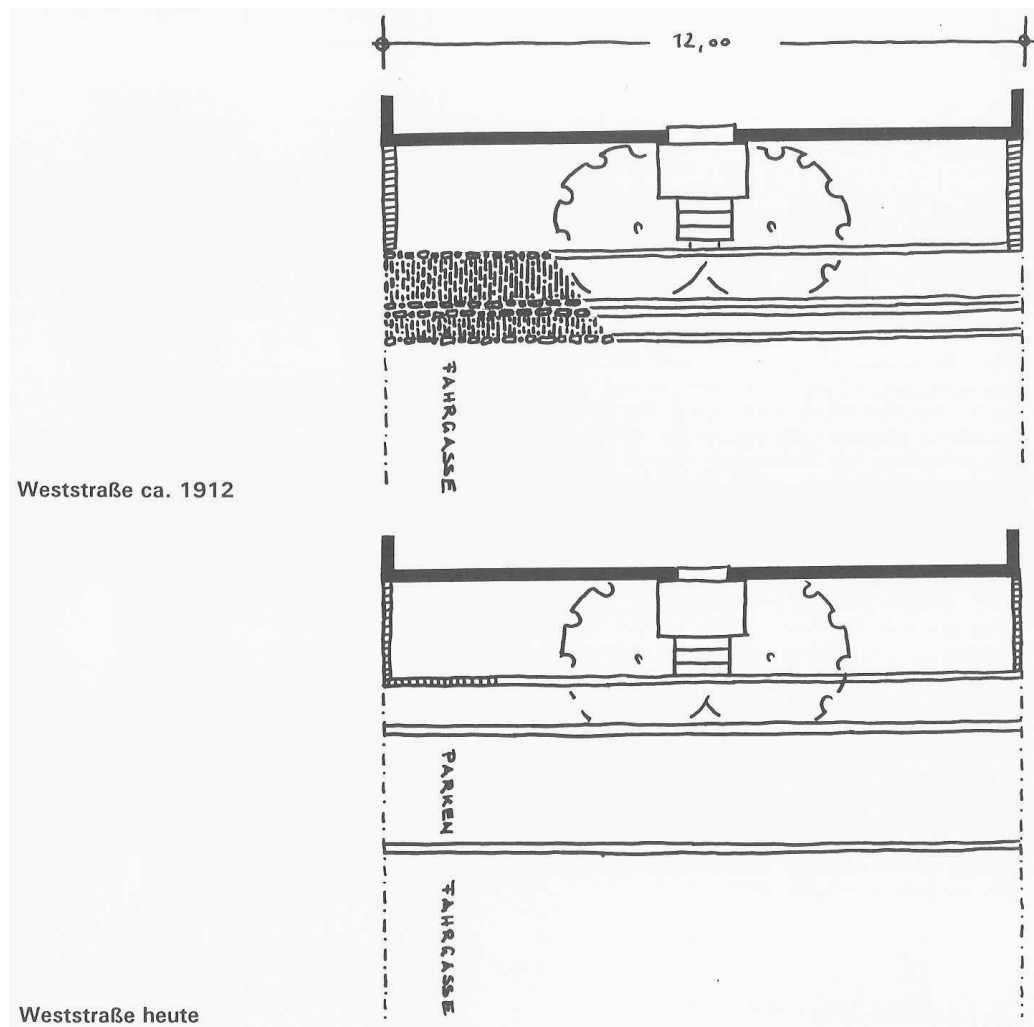 12,00
FAHRGASSE
Weststraße ca. 1912
PARKEN
FAHRGASSE
Weststraße heute